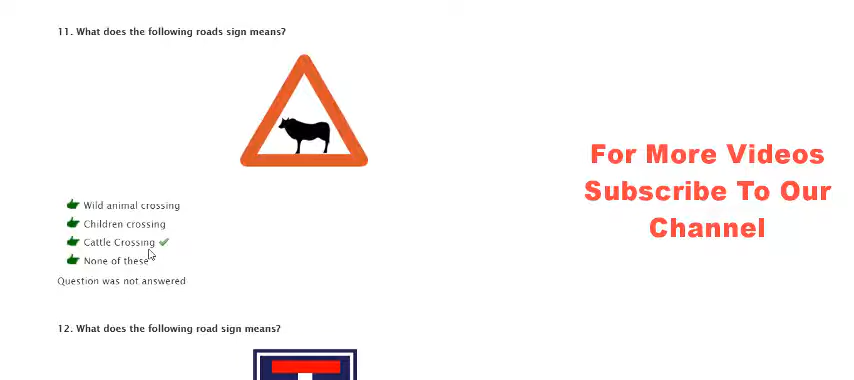 11. What does the following roads sign means?
Wild animal crossing
Children crossing
Cattle Crossing
None of these
Question was not answered
12. What does the following road sign means?
For More Videos
Subscribe To Our
Channel